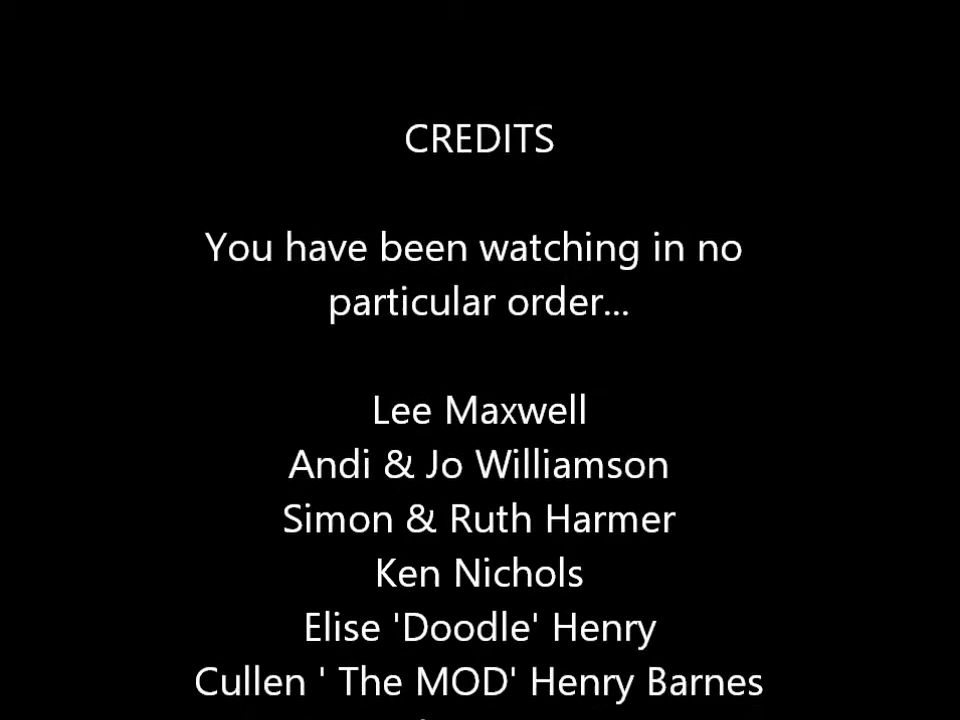 CREDITS
You have been watching in no
particular order...
Lee Maxwell
Andi & Jo Williamson
Simon & Ruth Harmer
Ken Nichols
Elise 'Doodle' Henry
Cullen ' The MOD' Henry Barnes